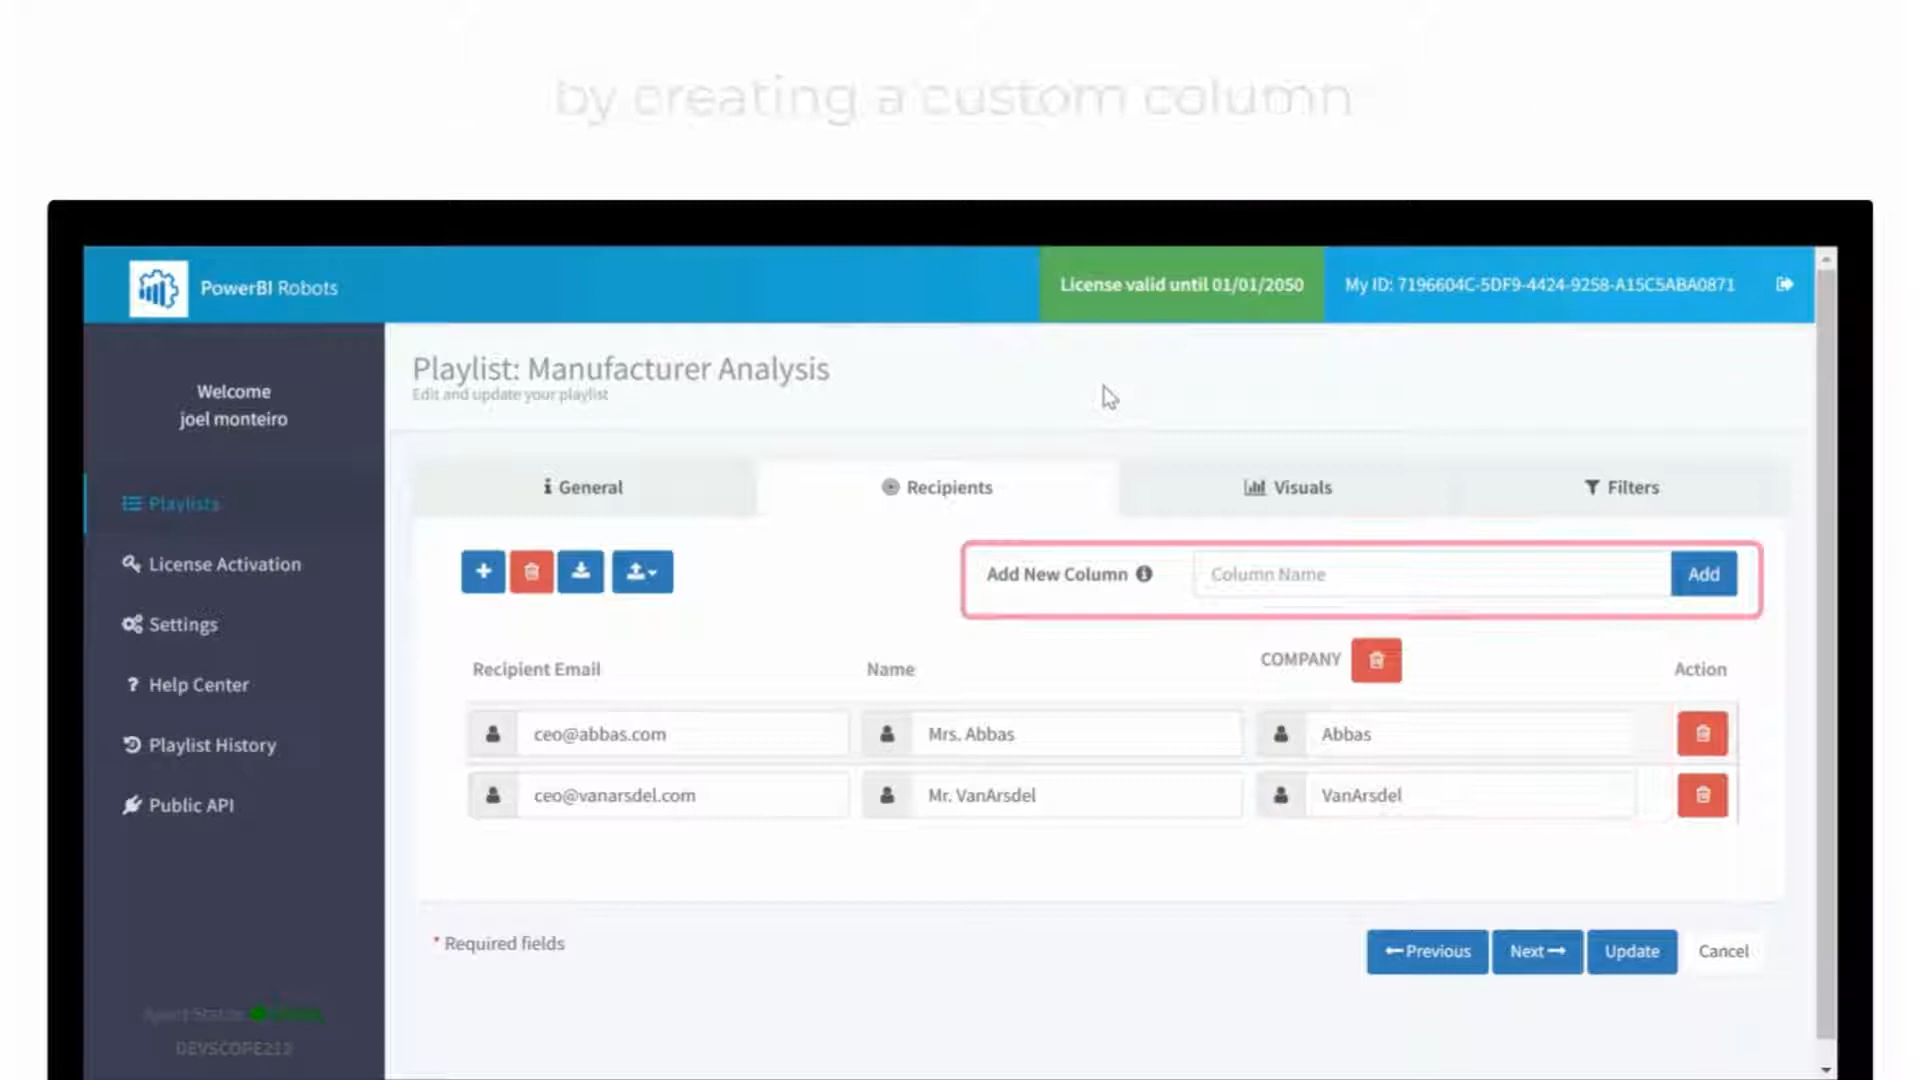 by creating a custom column
PowerBI Robots
License valid until 01/01/2050
My ID: 7196604C-5DF9-4424-9258-A15C5ABA0871
Welcome
joel monteiro
Playlist: Manufacturer Analysis
Edit and update your playlist
Playlists
License Activation
Settings
Help Center
Playlist History
Public API
General
Recipients
Visuals
Filters
Add New Column
Column Name
Add
Recipient Email
Name
COMPANY
Action
ceo@abbas.com
Mrs. Abbas
Abbas
ceo@vanarsdel.com
Mr. VanArsdel
VanArsdel
* Required fields
Previous
Next
Update
Cancel
Agent Status
DEVSCOPE212